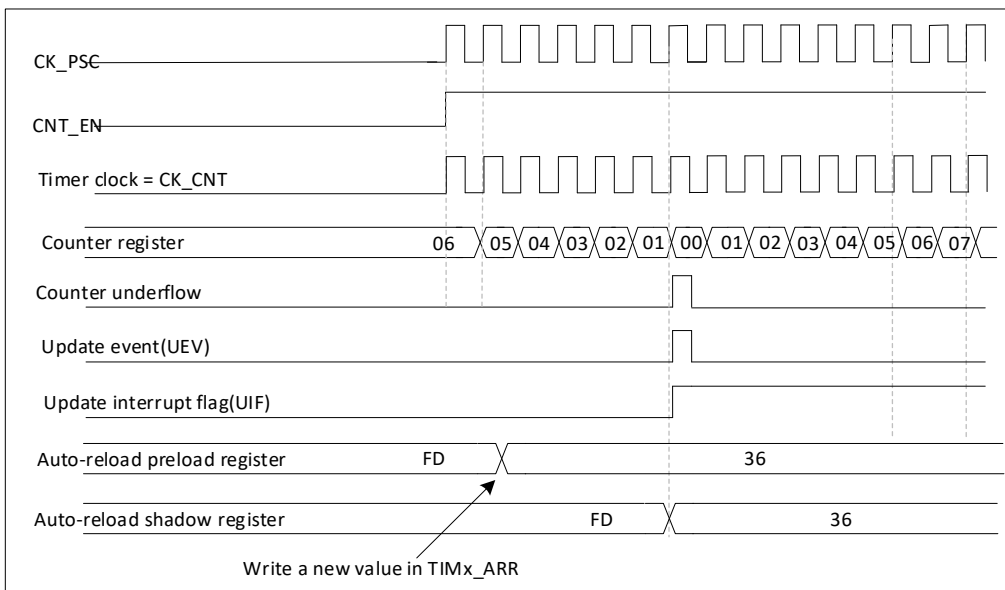 CK_PSC
CNT_EN
Timer clock = CK_CNT
Counter register 06 05 04 03 02 01 00 01 02 03 04 05 06 07
Counter underflow
Update event(UEV)
Update interrupt flag(UIF)
Auto-reload preload register FD 36
Auto-reload shadow register FD 36
Write a new value in TIMx_ARR